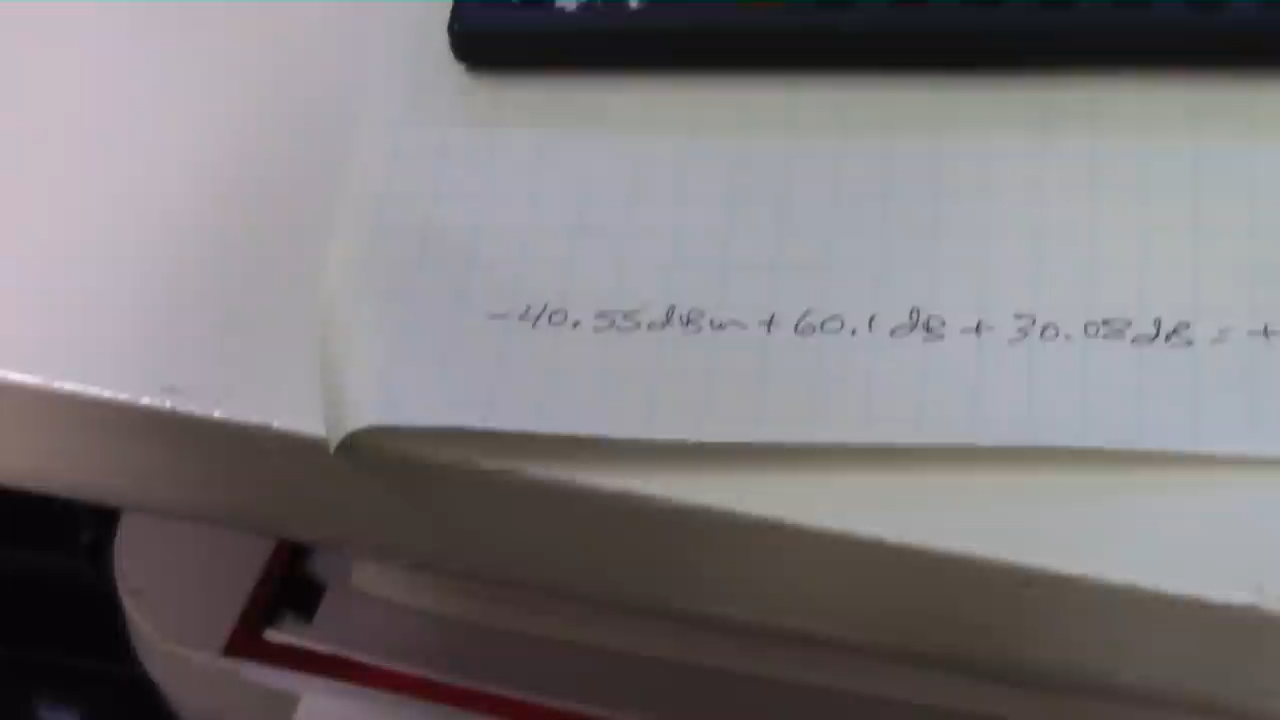 -40.55dBm + 60.1dB + 30.08dB = +